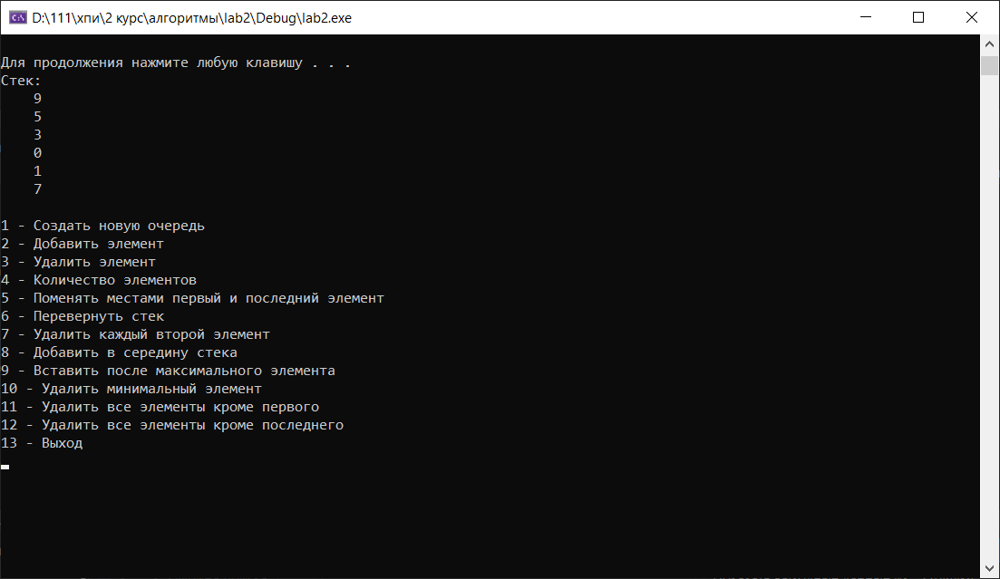 D:\111\хпи\2 курс\алгоритмы\lab2\Debug\lab2.exe
Для продолжения нажмите любую клавишу . . .
Стек:
9
5
3
0
1
7
1 - Создать новую очередь
2 - Добавить элемент
3 - Удалить элемент
4 - Количество элементов
5 - Поменять местами первый и последний элемент
6 - Перевернуть стек
7 - Удалить каждый второй элемент
8 - Добавить в середину стека
9 - Вставить после максимального элемента
10 - Удалить минимальный элемент
11 - Удалить все элементы кроме первого
12 - Удалить все элементы кроме последнего
13 - Выход